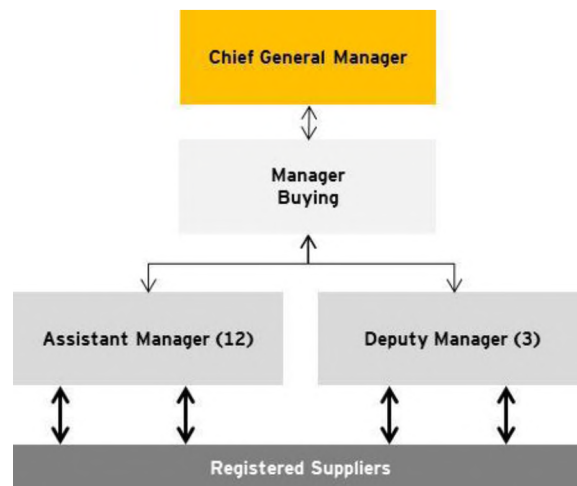 Chief General Manager
Manager
Buying
Assistant Manager (12)
Deputy Manager (3)
Registered Suppliers